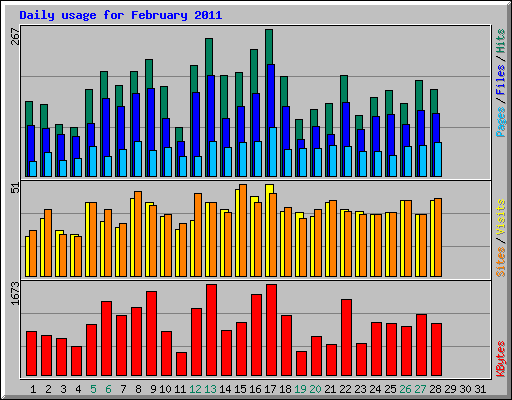 Daily usage for February 2011
267
Pages / Files / Hits
51
Sites / Visits
1673
KBytes
1 2 3 4 5 6 7 8 9 10 11 12 13 14 15 16 17 18 19 20 21 22 23 24 25 26 27 28 29 30 31